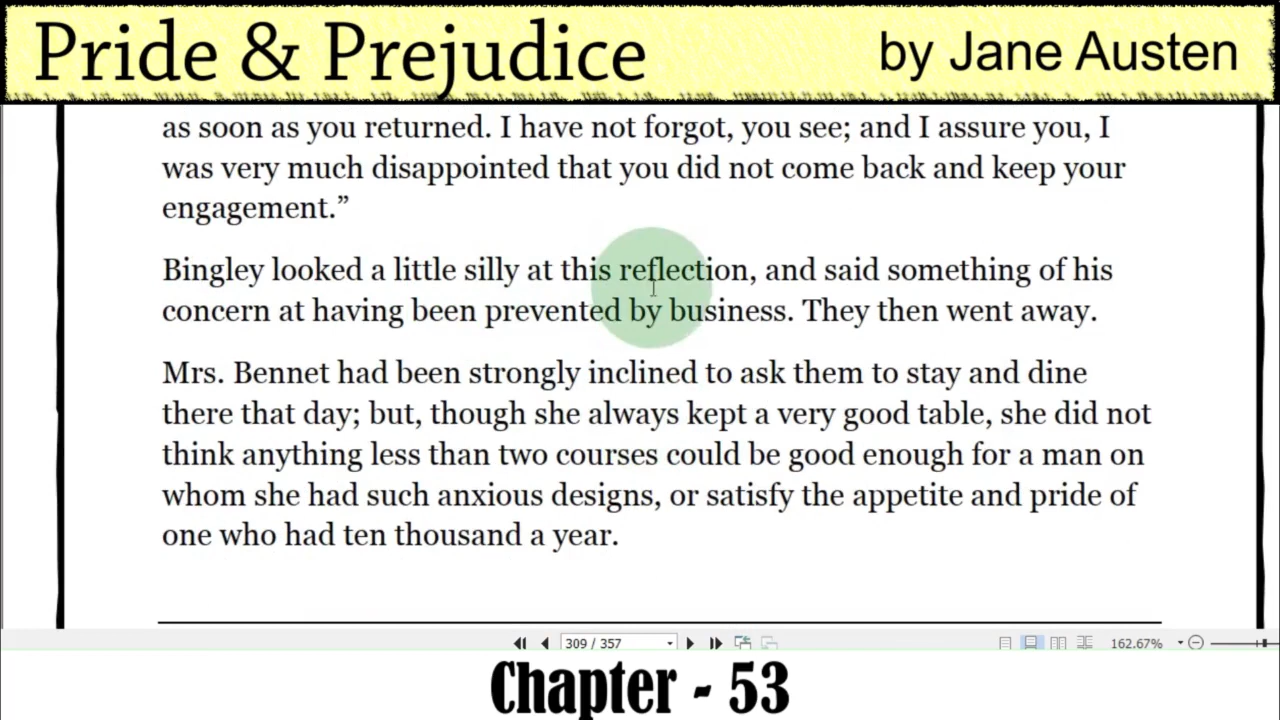 Pride & Prejudice
by Jane Austen
as soon as you returned. I have not forgot, you see; and I assure you, I
was very much disappointed that you did not come back and keep your
engagement.”
Bingley looked a little silly at this reflection, and said something of his
concern at having been prevented by business. They then went away.
Mrs. Bennet had been strongly inclined to ask them to stay and dine
there that day; but, though she always kept a very good table, she did not
think anything less than two courses could be good enough for a man on
whom she had such anxious designs, or satisfy the appetite and pride of
one who had ten thousand a year.
309 / 357
162.67%
Chapter - 53